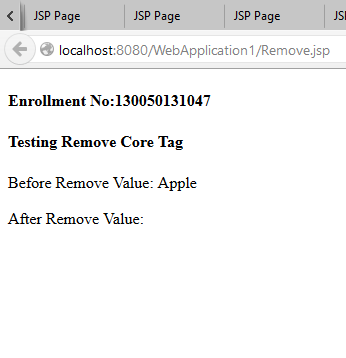 JSP Page JSP Page JSP Page JS
localhost:8080/WebApplication1/Remove.jsp
Enrollment No:130050131047
Testing Remove Core Tag
Before Remove Value: Apple
After Remove Value: